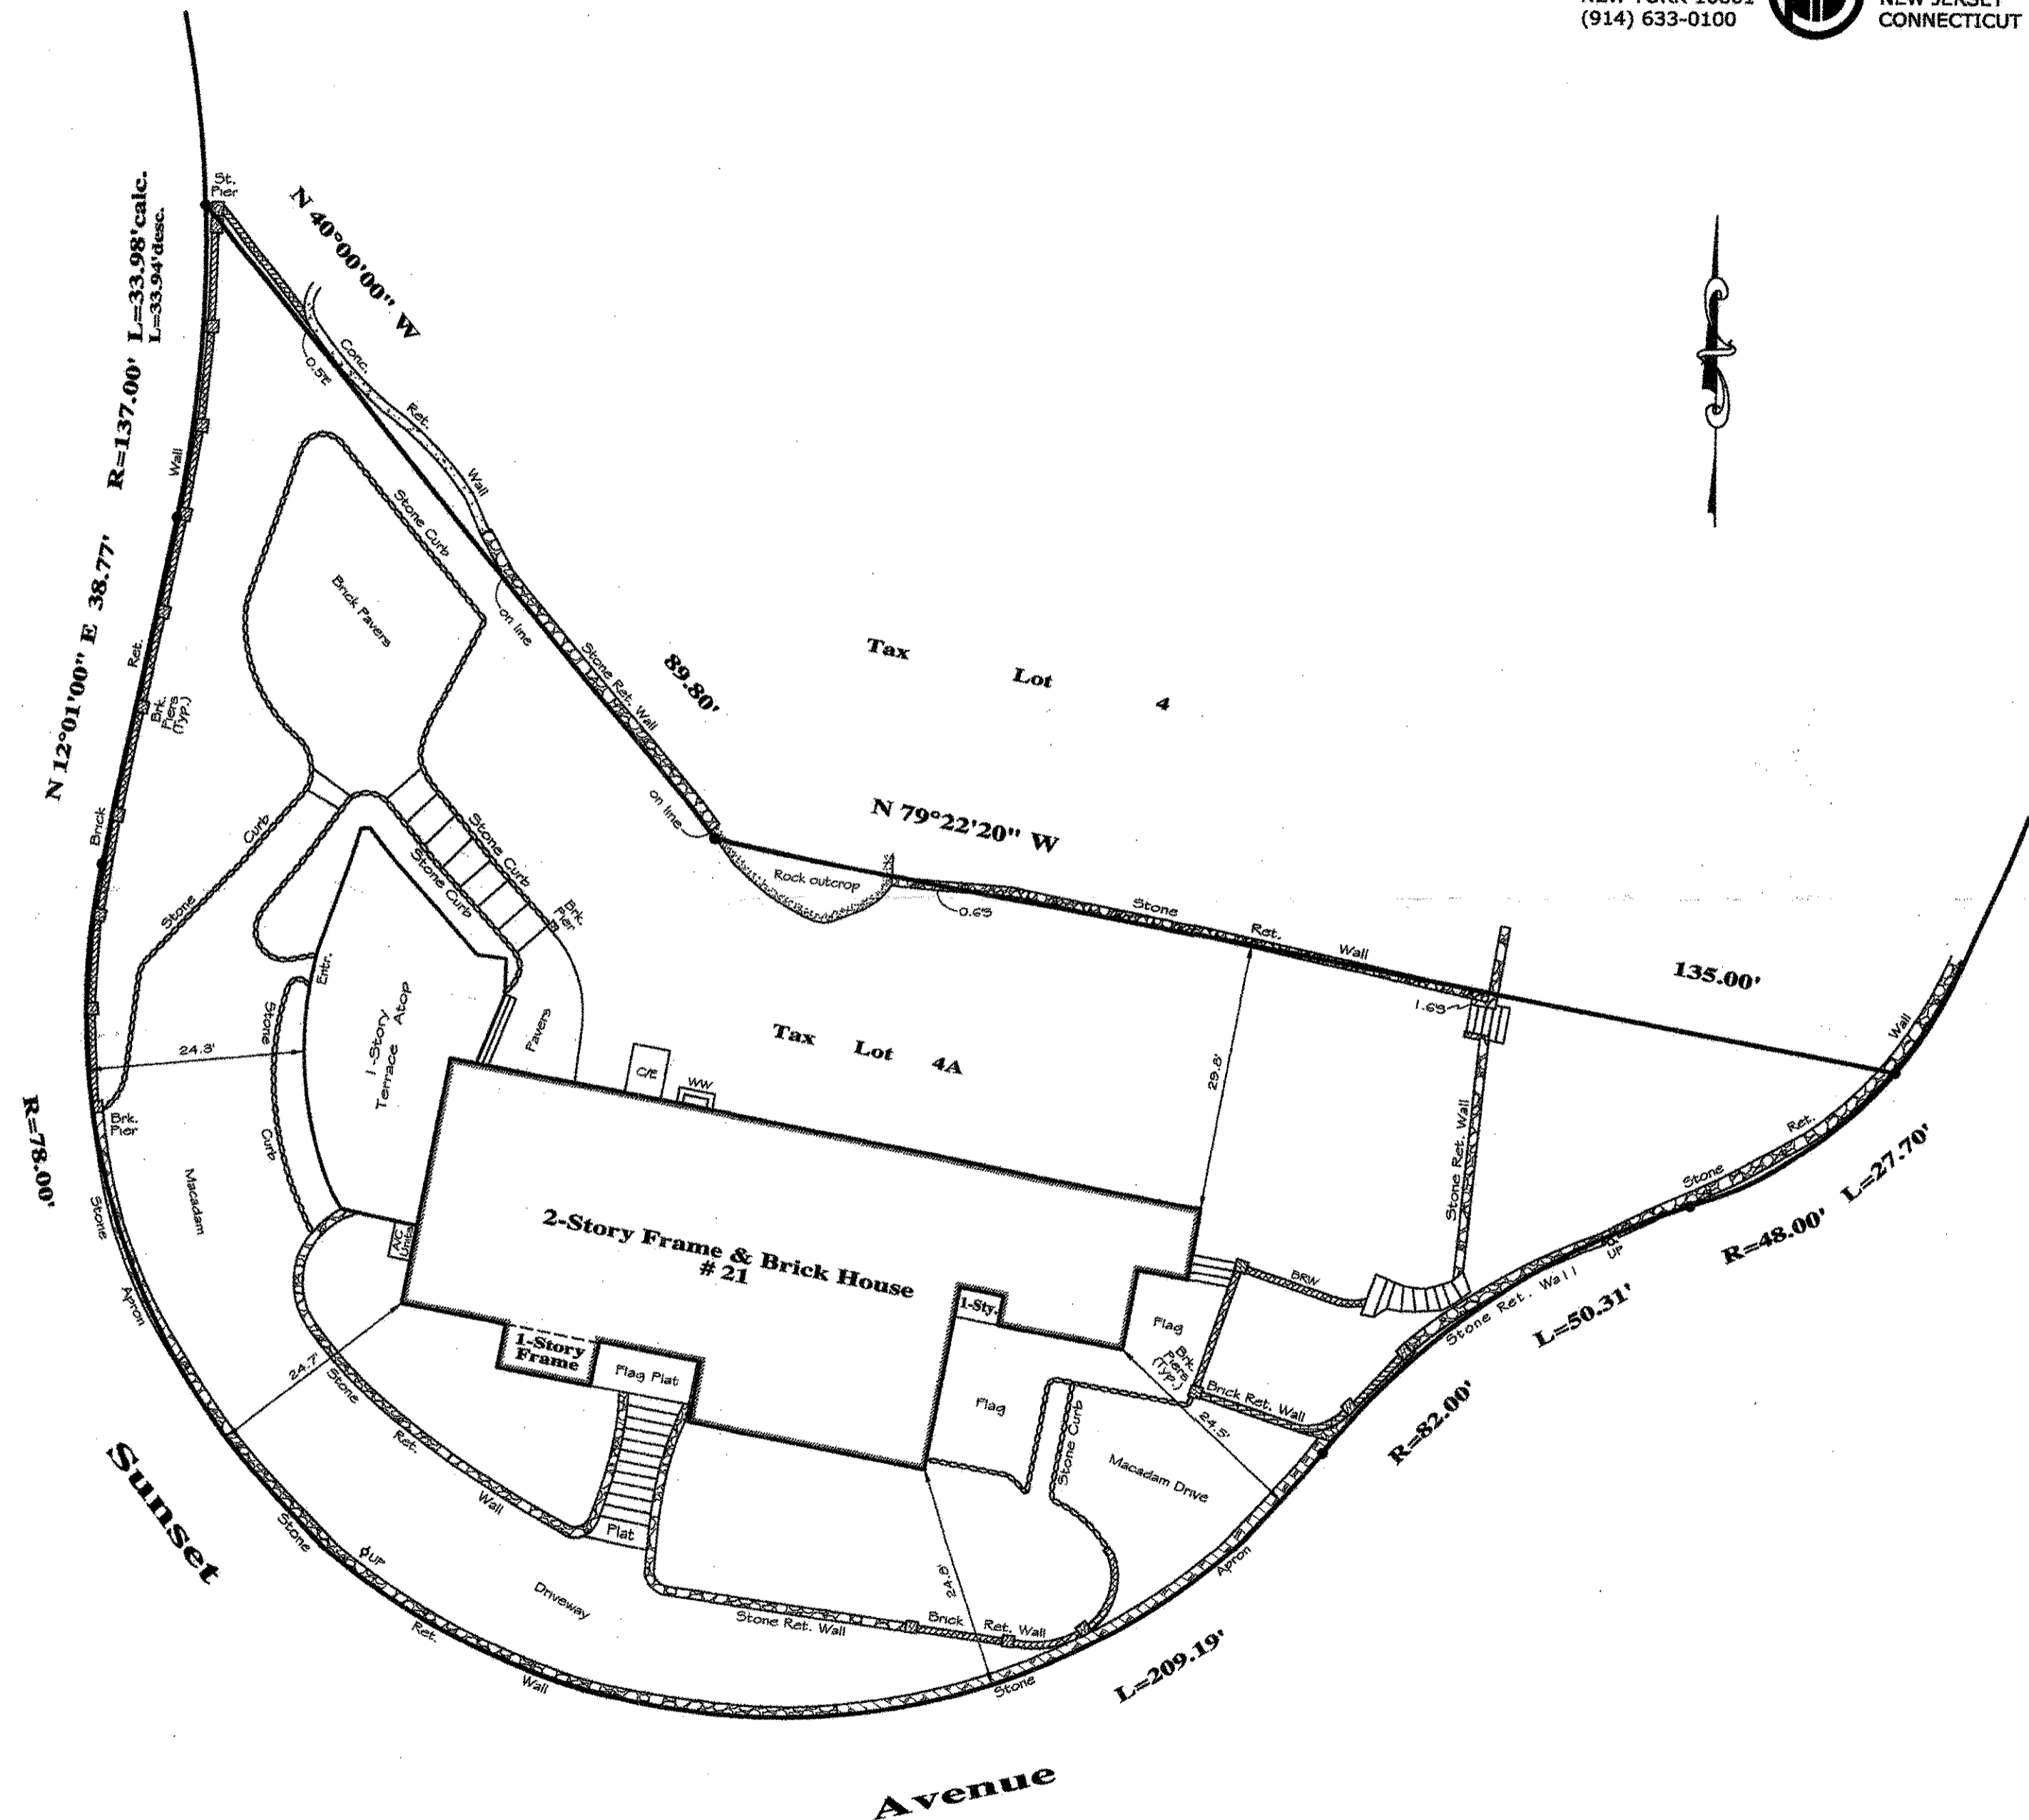 (914) 633-0100
CONNECTICUT
St.
Pier
N 40°00'00" W
L=33.98'calc.
L=33.94'desc.
R=137.00'
Conc.
Ret.
Wall
0.5'E
Wall
Stone Curb
Brick Pavers
on line
N 12°01'00" E 38.77'
Ret.
Brk.
Piers
(Typ.)
Stone Ret. Wall
89.80'
Tax Lot 4
on line
N 79°22'20" W
Brick
Curb
Stone Curb
Stone Curb
Rock outcrop
0.6'S
Stone
Ret.
Wall
135.00'
Stone
Brk.
Pier
Entr.
1.6'S
1-Story
Terrace Atop
Pavers
Tax Lot 4A
24.3'
Stone
Curb
C/E
WW
29.8'
Wall
Brk.
Pier
R=78.00'
Macadam
Stone
Apron
A/C
Units
2-Story Frame & Brick House
# 21
Stone Ret. Wall
Stone
Ret.
L=27.70'
R=48.00'
UP
BRW
Stone Ret. Wall
L=50.31'
1-Sty.
Flag
Brk.
Piers
(Typ.)
1-Story
Frame
Flag Plat
24.7'
Stone
Ret.
Wall
Flag
Stone Curb
Brick Ret. Wall
24.5'
R=82.00'
Macadam Drive
Sunset
Stone
UP
Plat
Driveway
24.6'
Apron
Stone Ret. Wall
Brick Ret. Wall
Ret.
Wall
Stone
L=209.19'
Avenue